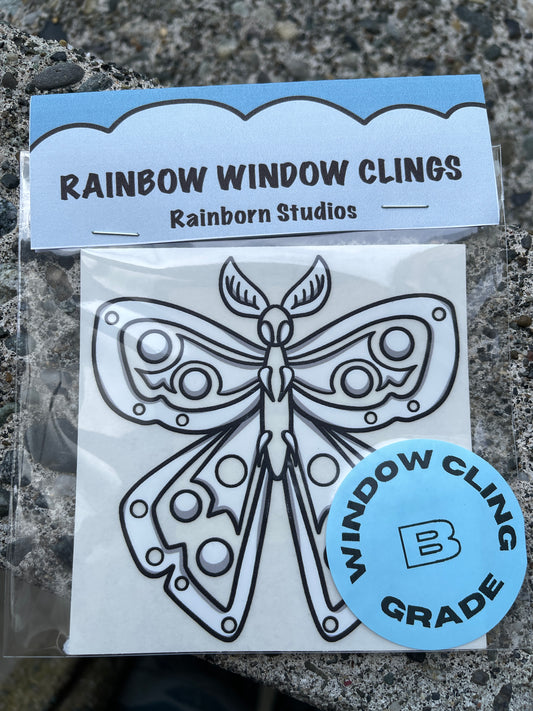 RAINBOW WINDOW CLINGS
Rainborn Studios
WINDOW CLING
B
GRADE